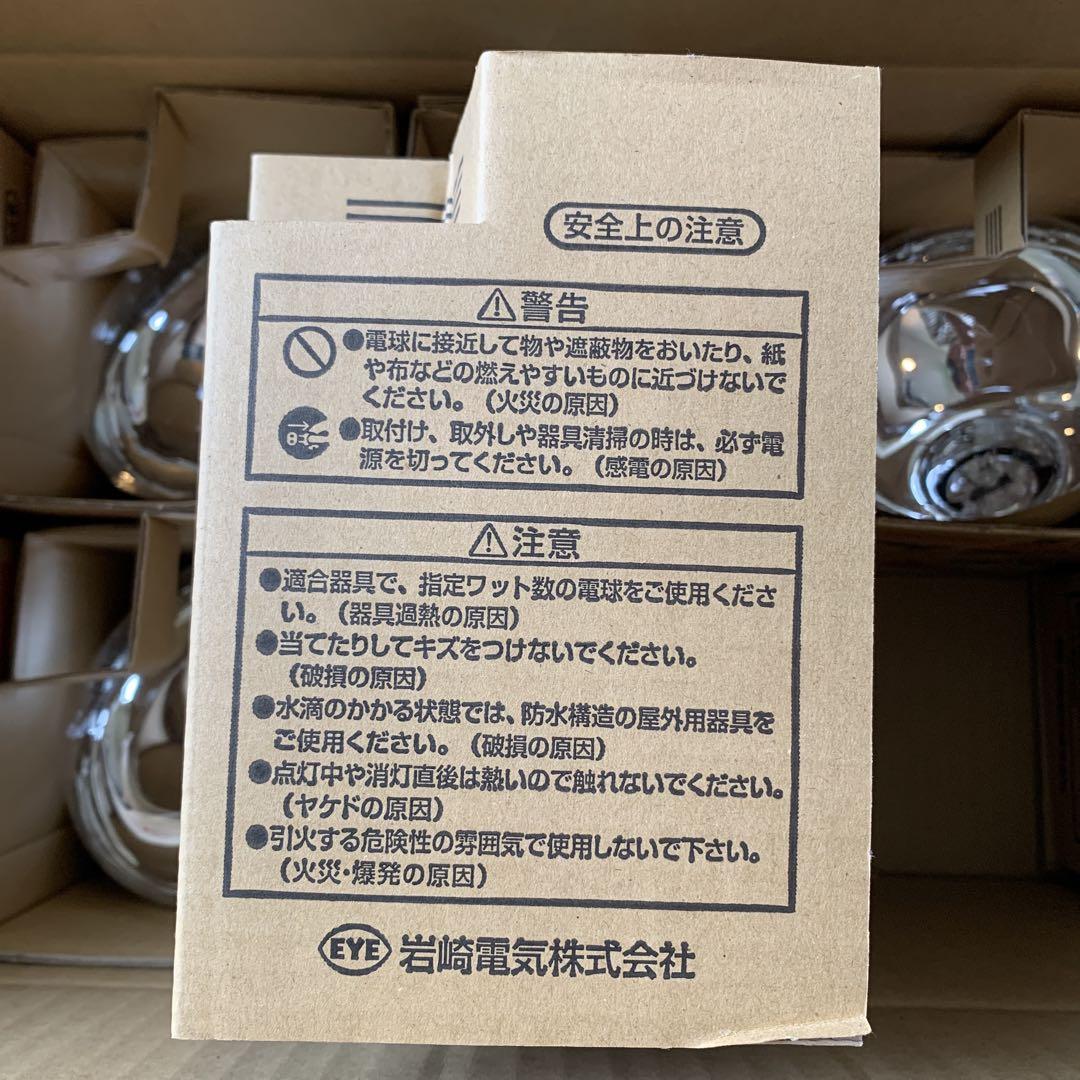 安全上の注意
⚠警告
●電球に接近して物や遮蔽物をおいたり、紙
や布などの燃えやすいものに近づけないで
ください。(火災の原因)
●取付け、取外しや器具清掃の時は、必ず電
源を切ってください。(感電の原因)
⚠注意
●適合器具で、指定ワット数の電球をご使用くださ
い。(器具過熱の原因)
●当てたりしてキズをつけないでください。
(破損の原因)
●水滴のかかる状態では、防水構造の屋外用器具を
ご使用ください。(破損の原因)
●点灯中や消灯直後は熱いので触れないでください。
(ヤケドの原因)
●引火する危険性の雰囲気で使用しないで下さい。
(火災・爆発の原因)
EYE 岩崎電気株式会社